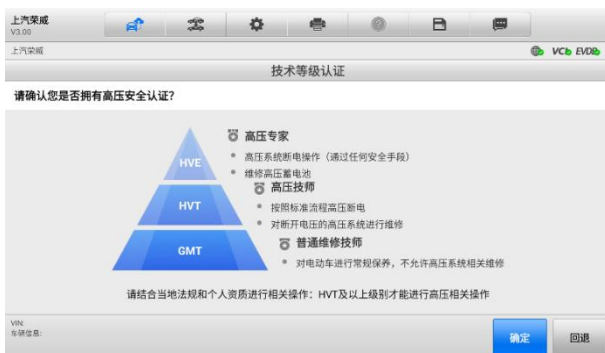 上汽荣威
V3.00
上汽荣威
VCI EVDB
技术等级认证
请确认您是否拥有高压安全认证？
高压专家
HVE
高压系统断电操作（通过任何安全手段）
维修高压蓄电池
高压技师
HVT
按照标准流程高压断电
对断开电压的高压系统进行维修
普通维修技师
GMT
对电动车进行常规保养，不允许高压系统相关维修
请结合当地法规和个人资质进行相关操作：HVT及以上级别才能进行高压相关操作
VIN:
车辆信息:
确定
回退